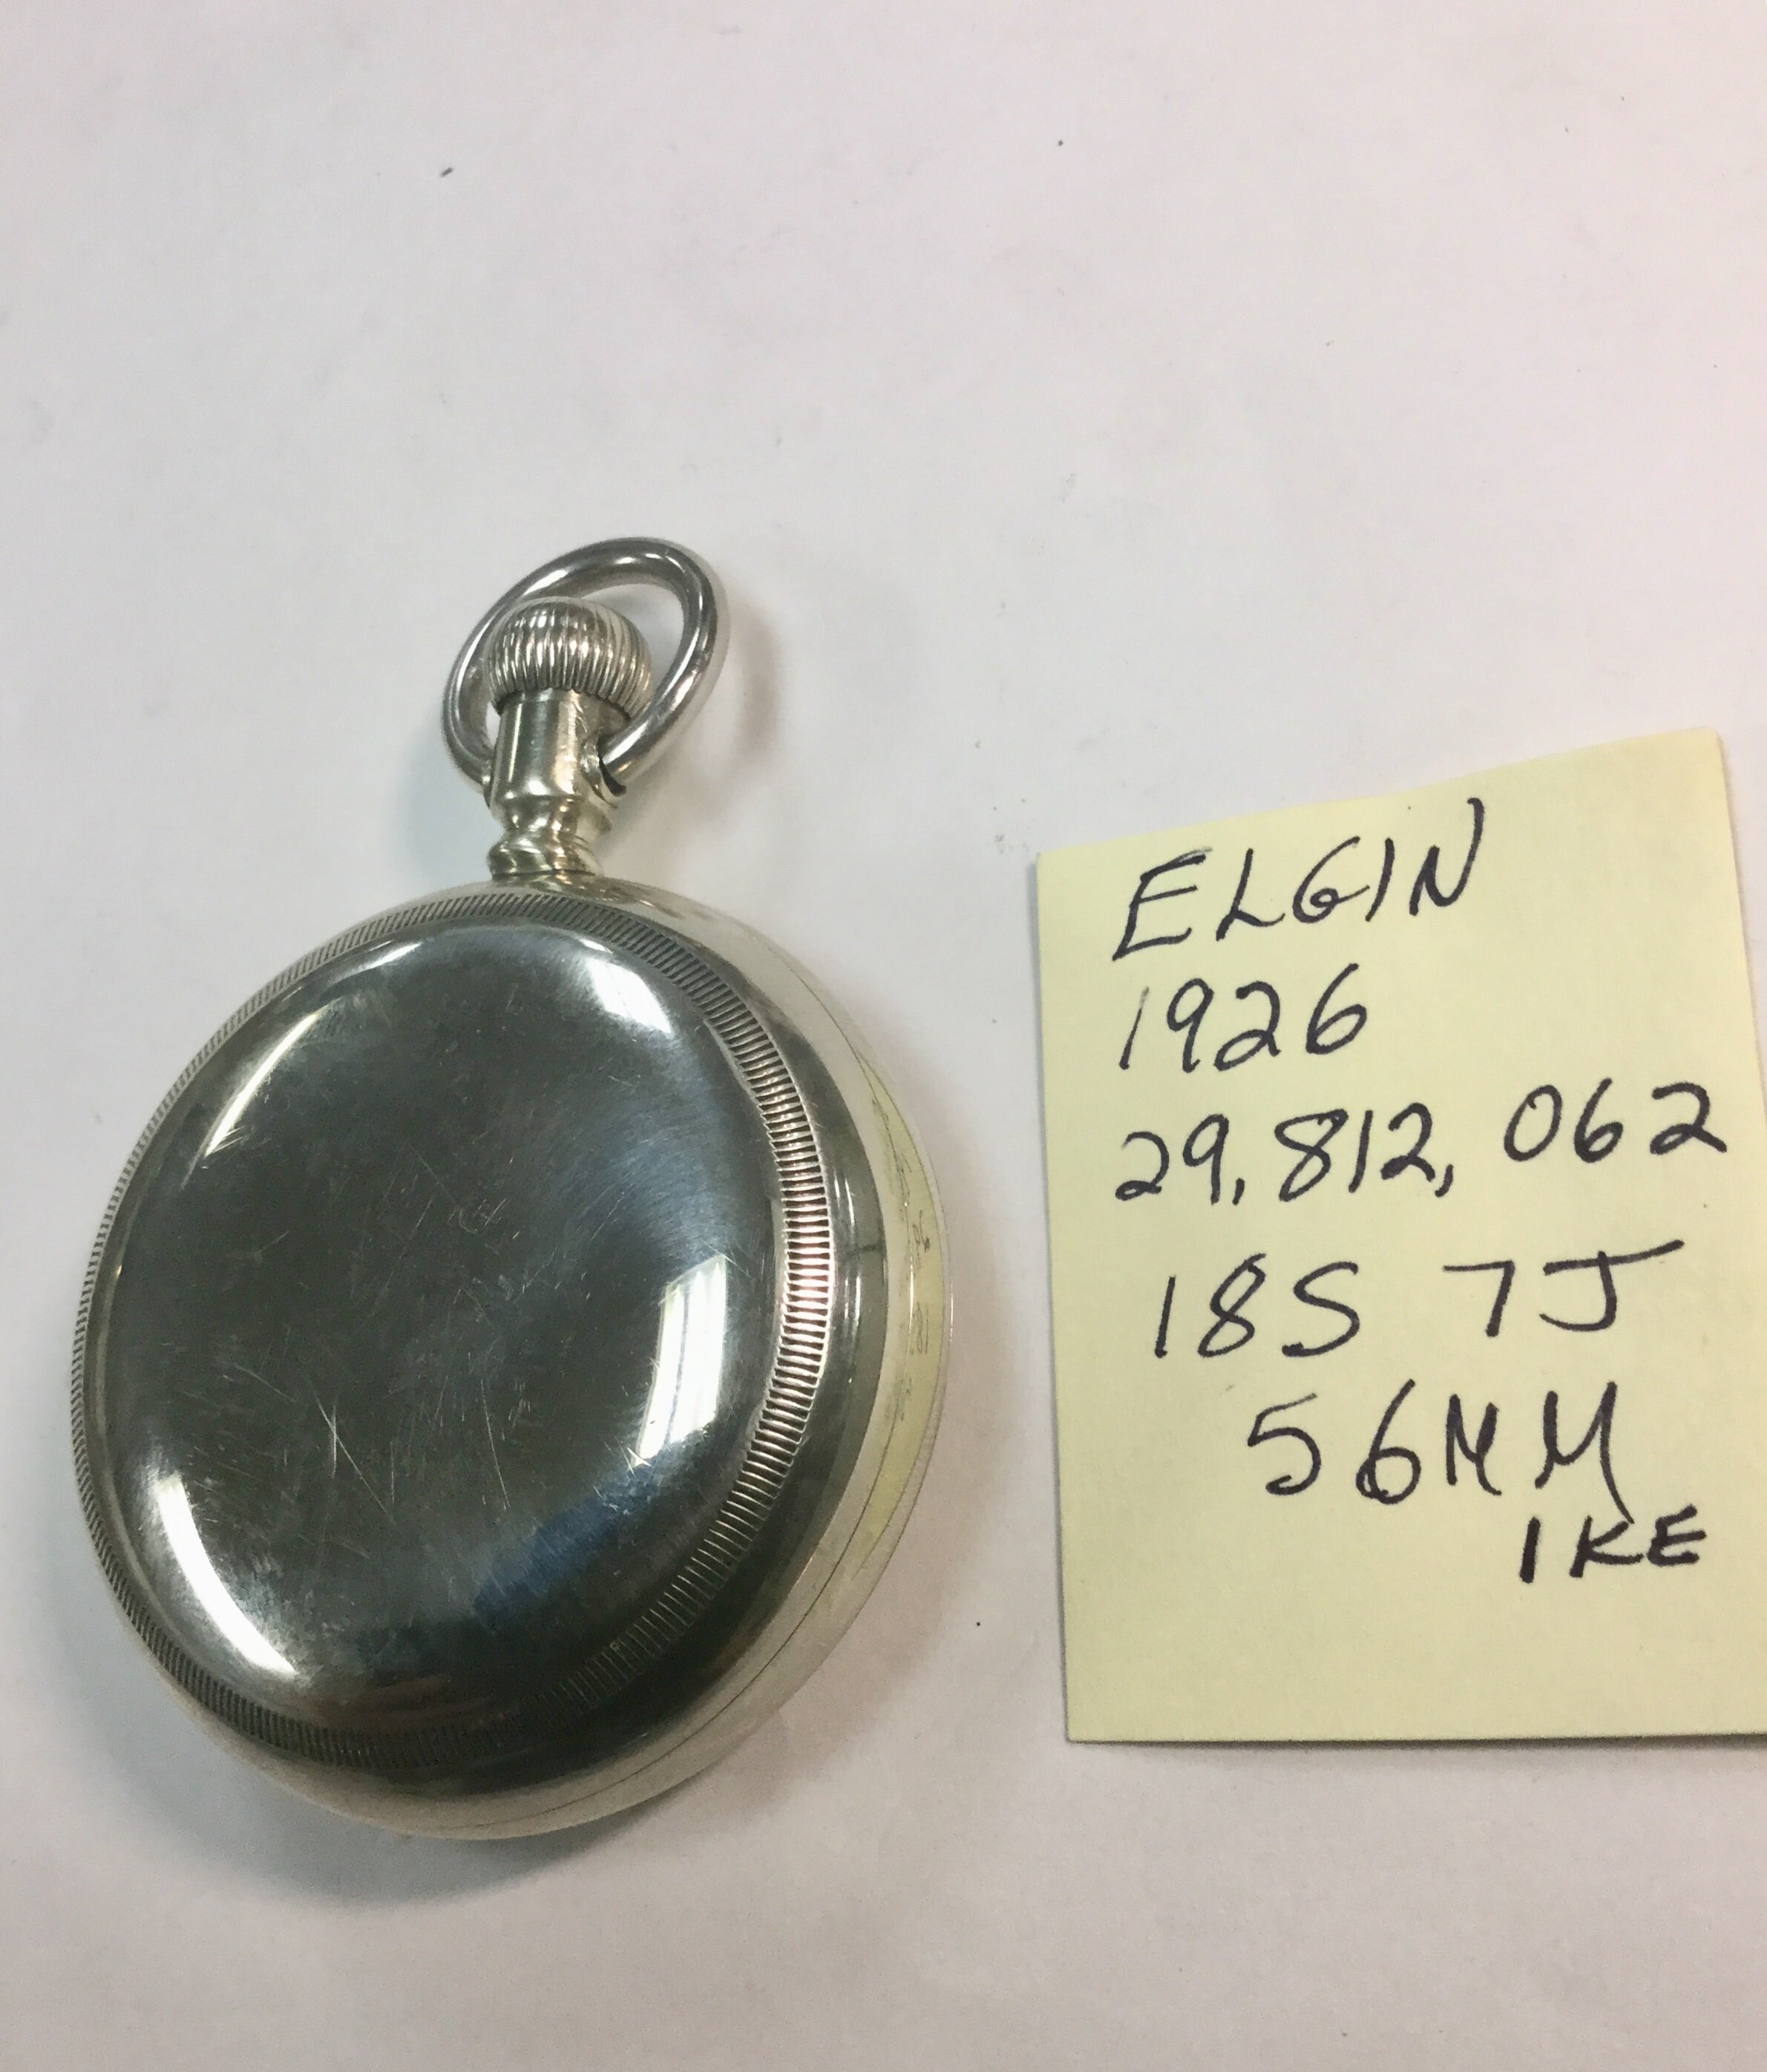 ELGIN
1926
29,812,062
18S 7J
56MM
IKE